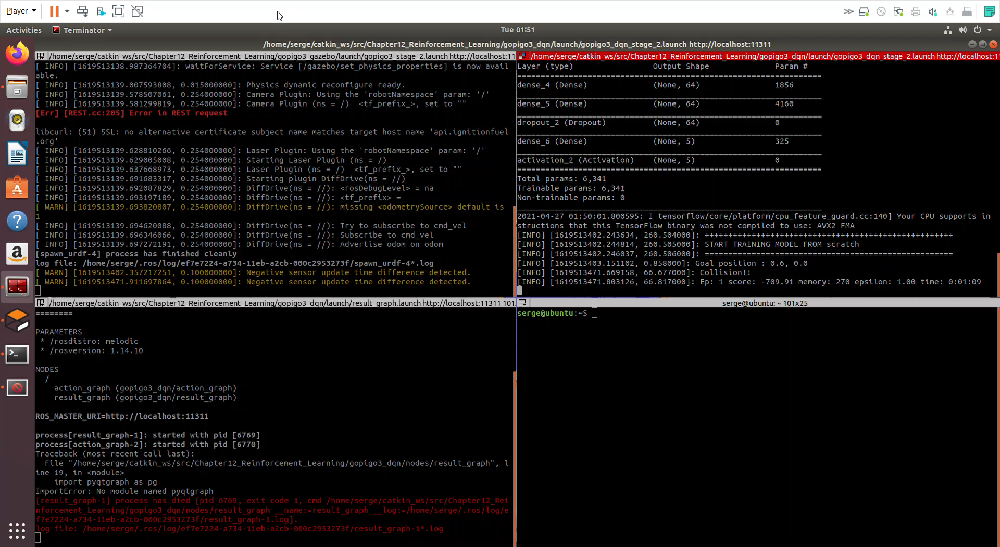 Player
Activities
Terminator
Tue 01:51
/home/serge/catkin_ws/src/Chapter12_Reinforcement_Learning/gopigo3_dqn/launch/gopigo3_dqn_stage_2.launch http://localhost:11311
/home/serge/catkin_ws/src/Chapter12_Reinforcement_Learning/gopigo3_gazebo/launch/gopigo3_stage_2.launch http://localhost:11
[ INFO] [1619513138.987364704]: waitForService: Service [/gazebo/set_physics_properties] is now avail
able.
[ INFO] [1619513139.007593808, 0.015000000]: Physics dynamic reconfigure ready.
[ INFO] [1619513139.578507061, 0.254000000]: Camera Plugin: Using the 'robotNamespace' param: '/'
[ INFO] [1619513139.581299819, 0.254000000]: Camera Plugin (ns = /)  <tf_prefix_>, set to ""
[Err] [REST.cc:205] Error in REST request
libcurl: (51) SSL: no alternative certificate subject name matches target host name 'api.ignitionfuel
.org'
[ INFO] [1619513139.628810266, 0.254000000]: Laser Plugin: Using the 'robotNamespace' param: '/'
[ INFO] [1619513139.629005008, 0.254000000]: Starting Laser Plugin (ns = /)
[ INFO] [1619513139.637668973, 0.254000000]: Laser Plugin (ns = /)  <tf_prefix_>, set to ""
[ INFO] [1619513139.691683317, 0.254000000]: Starting plugin DiffDrive(ns = //)
[ INFO] [1619513139.692087829, 0.254000000]: DiffDrive(ns = //): <rosDebugLevel> = na
[ INFO] [1619513139.693197189, 0.254000000]: DiffDrive(ns = //): <tf_prefix> =
[ WARN] [1619513139.693820807, 0.254000000]: DiffDrive(ns = //): missing <odometrySource> default is
1
[ INFO] [1619513139.694620088, 0.254000000]: DiffDrive(ns = //): Try to subscribe to cmd_vel
[ INFO] [1619513139.696346066, 0.254000000]: DiffDrive(ns = //): Subscribe to cmd_vel
[ INFO] [1619513139.697272191, 0.254000000]: DiffDrive(ns = //): Advertise odom on odom
[spawn_urdf-4] process has finished cleanly
log file: /home/serge/.ros/log/ef7e7224-a734-11eb-a2cb-000c2953273f/spawn_urdf-4*.log
[ WARN] [1619513402.357217251, 0.100000000]: Negative sensor update time difference detected.
[ WARN] [1619513471.911697864, 0.100000000]: Negative sensor update time difference detected.
/home/serge/catkin_ws/src/Chapter12_Reinforcement_Learning/gopigo3_dqn/launch/gopigo3_dqn_stage_2.launch http://localhost:1
Layer (type)                 Output Shape              Param #
=================================================================
dense_4 (Dense)              (None, 64)                1856
_________________________________________________________________
dense_5 (Dense)              (None, 64)                4160
_________________________________________________________________
dropout_2 (Dropout)          (None, 64)                0
_________________________________________________________________
dense_6 (Dense)              (None, 5)                 325
_________________________________________________________________
activation_2 (Activation)    (None, 5)                 0
=================================================================
Total params: 6,341
Trainable params: 6,341
Non-trainable params: 0
_________________________________________________________________
2021-04-27 01:50:01.800595: I tensorflow/core/platform/cpu_feature_guard.cc:140] Your CPU supports in
structions that this TensorFlow binary was not compiled to use: AVX2 FMA
[INFO] [1619513402.243634, 260.504000]: +++++++++++++++++++++++++++++++++++++++++++++++++++++
[INFO] [1619513402.244814, 260.505000]: START TRAINING MODEL FROM scratch
[INFO] [1619513402.246037, 260.506000]: =====================================================
[INFO] [1619513403.151102, 0.858000]: Goal position : 0.6, 0.0
[INFO] [1619513471.669158, 66.677000]: Collision!!
[INFO] [1619513471.803126, 66.817000]: Ep: 1 score: -709.91 memory: 270 epsilon: 1.00 time: 0:01:09
/home/serge/catkin_ws/src/Chapter12_Reinforcement_Learning/gopigo3_dqn/launch/result_graph.launch http://localhost:11311 101
========
PARAMETERS
* /rosdistro: melodic
* /rosversion: 1.14.10
NODES
/
action_graph (gopigo3_dqn/action_graph)
result_graph (gopigo3_dqn/result_graph)
ROS_MASTER_URI=http://localhost:11311
process[result_graph-1]: started with pid [6769]
process[action_graph-2]: started with pid [6770]
Traceback (most recent call last):
File "/home/serge/catkin_ws/src/Chapter12_Reinforcement_Learning/gopigo3_dqn/nodes/result_graph", l
ine 19, in <module>
import pyqtgraph as pg
ImportError: No module named pyqtgraph
[result_graph-1] process has died [pid 6769, exit code 1, cmd /home/serge/catkin_ws/src/Chapter12_Rei
nforcement_Learning/gopigo3_dqn/nodes/result_graph __name:=result_graph __log:=/home/serge/.ros/log/e
f7e7224-a734-11eb-a2cb-000c2953273f/result_graph-1.log].
log file: /home/serge/.ros/log/ef7e7224-a734-11eb-a2cb-000c2953273f/result_graph-1*.log
serge@ubuntu: ~ 101x25
serge@ubuntu:~$